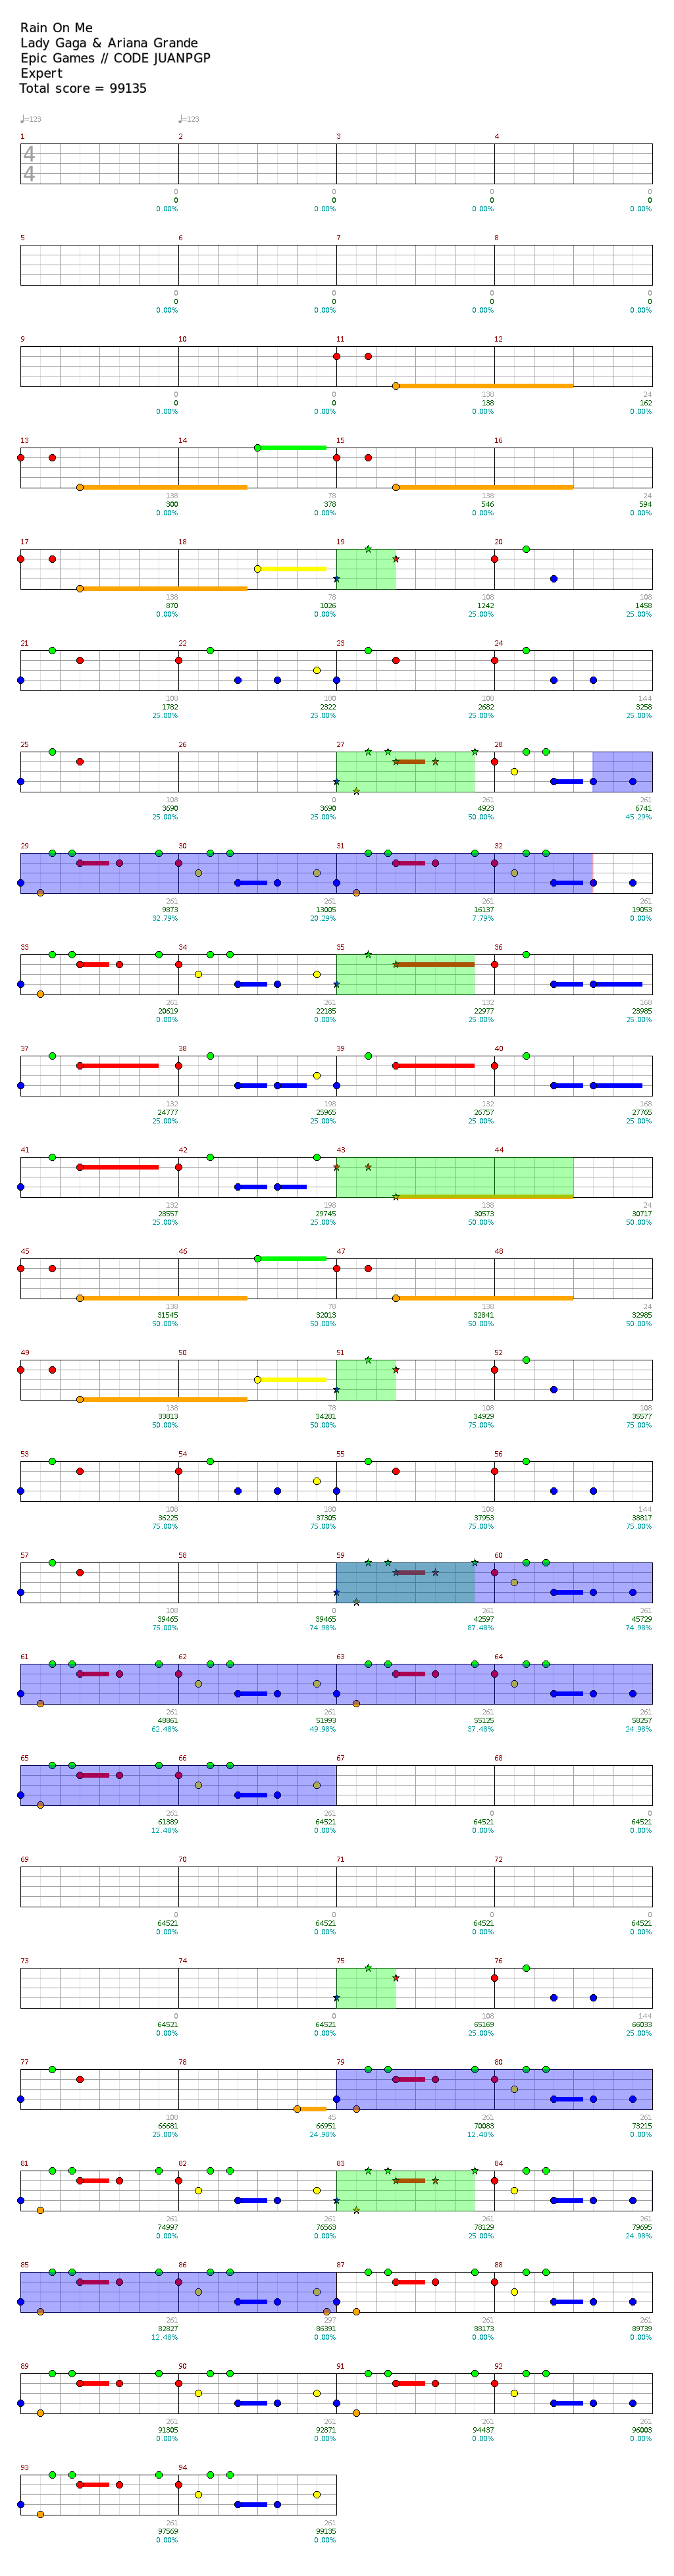 Rain On Me
Lady Gaga & Ariana Grande
Epic Games // CODE JUANPGP
Expert
Total score = 99135
♩=123 ♩=123
1 2 3 4
4
4
0 0 0 0
0 0 0 0
0.00% 0.00% 0.00% 0.00%
5 6 7 8
0 0 0 0
0 0 0 0
0.00% 0.00% 0.00% 0.00%
9 10 11 12
0 0 138 24
0 0 138 162
0.00% 0.00% 0.00% 0.00%
13 14 15 16
138 78 138 24
300 378 546 594
0.00% 0.00% 0.00% 0.00%
17 18 19 20
138 78 108 108
870 1026 1242 1458
0.00% 0.00% 25.00% 25.00%
21 22 23 24
108 180 108 144
1782 2322 2682 3258
25.00% 25.00% 25.00% 25.00%
25 26 27 28
108 0 261 261
3690 3690 4923 6741
25.00% 25.00% 50.00% 45.29%
29 30 31 32
261 261 261 261
9873 13005 16137 19053
32.79% 20.29% 7.79% 0.00%
33 34 35 36
261 261 132 168
20619 22185 22977 23985
0.00% 0.00% 25.00% 25.00%
37 38 39 40
132 198 132 168
24777 25965 26757 27765
25.00% 25.00% 25.00% 25.00%
41 42 43 44
132 198 138 24
28557 29745 30573 30717
25.00% 25.00% 50.00% 50.00%
45 46 47 48
138 78 138 24
31545 32013 32841 32985
50.00% 50.00% 50.00% 50.00%
49 50 51 52
138 78 108 108
33813 34281 34929 35577
50.00% 50.00% 75.00% 75.00%
53 54 55 56
108 180 108 144
36225 37305 37953 38817
75.00% 75.00% 75.00% 75.00%
57 58 59 60
108 0 261 261
39465 39465 42597 45729
75.00% 74.98% 87.48% 74.98%
61 62 63 64
261 261 261 261
48861 51993 55125 58257
62.48% 49.98% 37.48% 24.98%
65 66 67 68
261 261 0 0
61389 64521 64521 64521
12.48% 0.00% 0.00% 0.00%
69 70 71 72
0 0 0 0
64521 64521 64521 64521
0.00% 0.00% 0.00% 0.00%
73 74 75 76
0 0 108 144
64521 64521 65169 66033
0.00% 0.00% 25.00% 25.00%
77 78 79 80
108 45 261 261
66681 66951 70083 73215
25.00% 24.98% 12.48% 0.00%
81 82 83 84
261 261 261 261
74997 76563 78129 79695
0.00% 0.00% 25.00% 24.98%
85 86 87 88
261 297 261 261
82827 86391 88173 89739
12.48% 0.00% 0.00% 0.00%
89 90 91 92
261 261 261 261
91305 92871 94437 96003
0.00% 0.00% 0.00% 0.00%
93 94
261 261
97569 99135
0.00% 0.00%